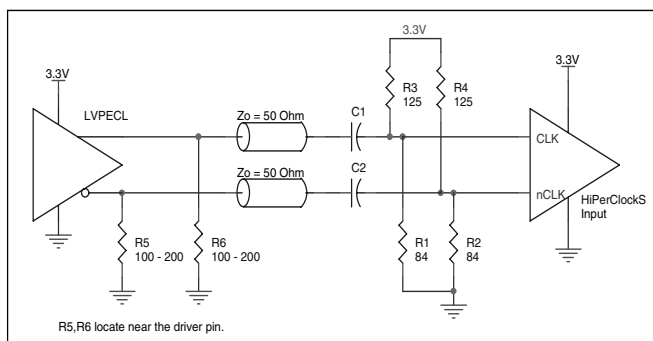 3.3V
3.3V
3.3V
LVPECL
R3
125
R4
125
Zo = 50 Ohm
C1
CLK
Zo = 50 Ohm
C2
nCLK
HiPerClockS
Input
R5
100 - 200
R6
100 - 200
R1
84
R2
84
R5,R6 locate near the driver pin.